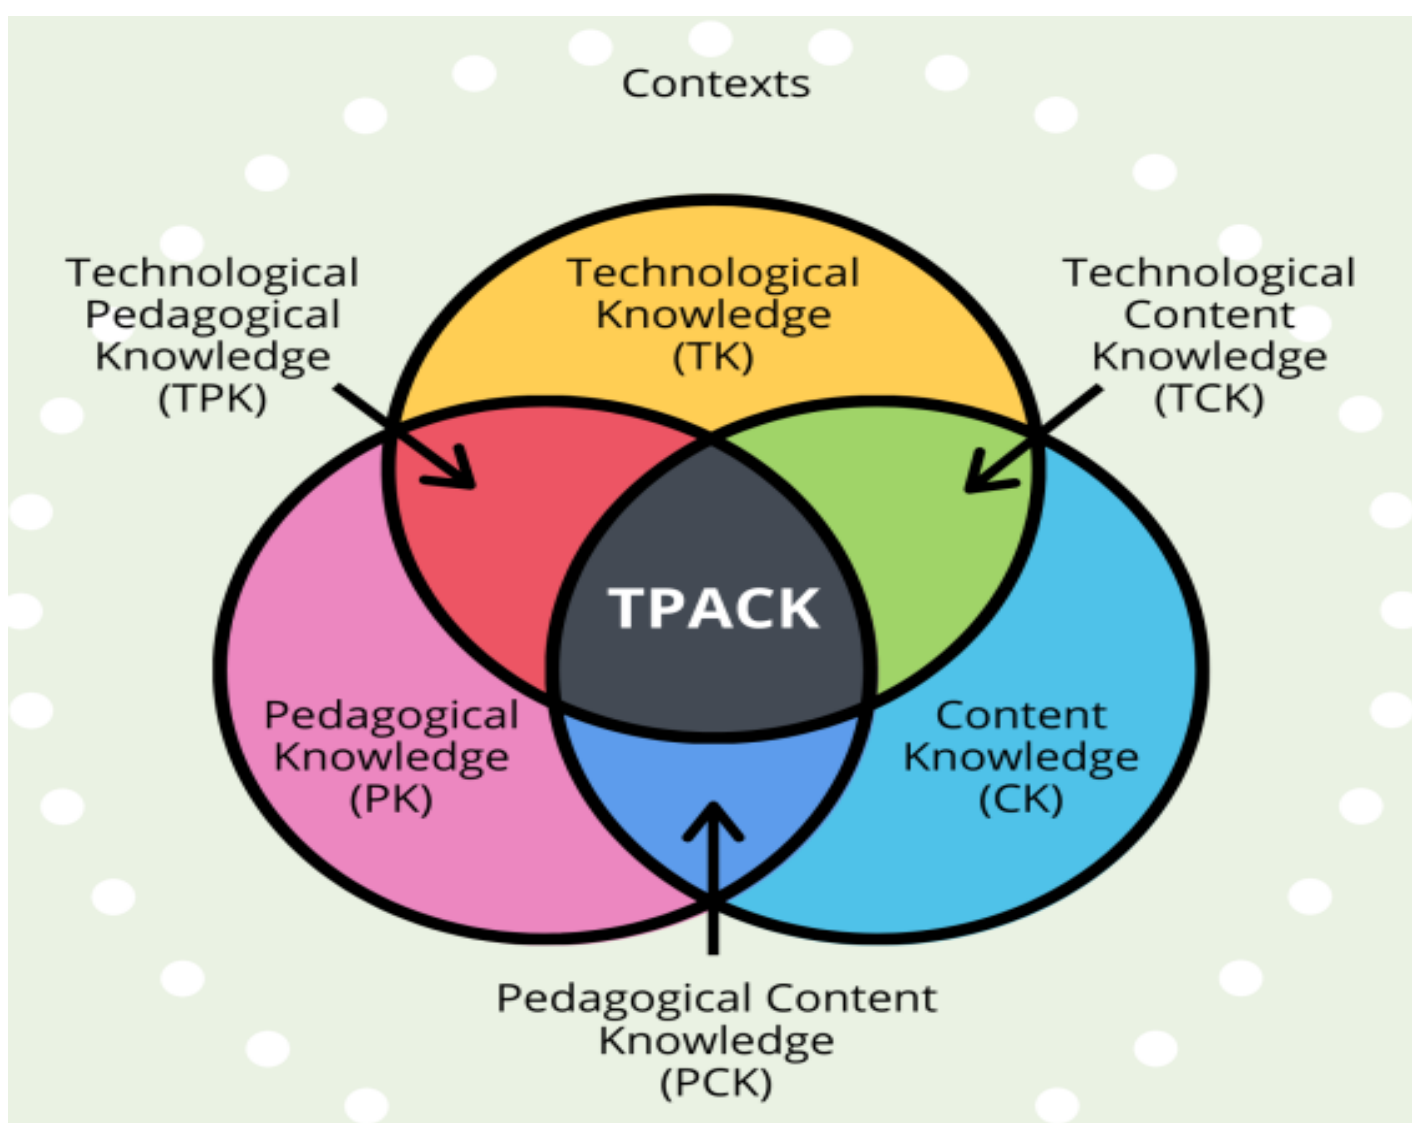 Contexts
Technological
Pedagogical
Knowledge
(TPK)
Technological
Knowledge
(TK)
Technological
Content
Knowledge
(TCK)
TPACK
Pedagogical
Knowledge
(PK)
Content
Knowledge
(CK)
Pedagogical Content
Knowledge
(PCK)